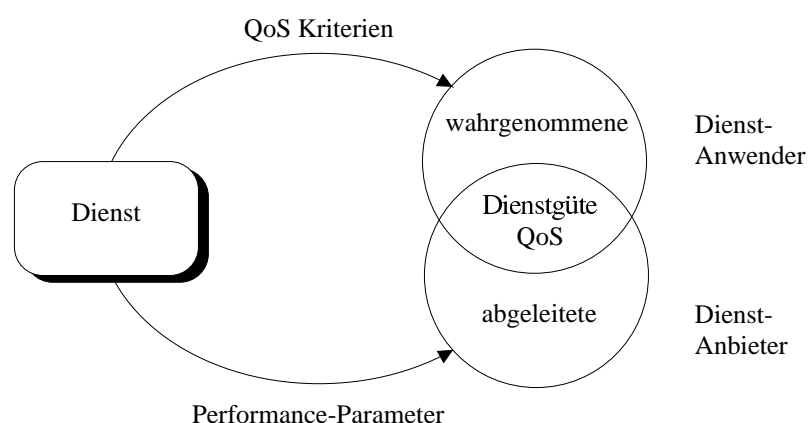 QoS Kriterien
wahrgenommene
Dienst-
Anwender
Dienst
Dienstgüte
QoS
abgeleitete
Dienst-
Anbieter
Performance-Parameter